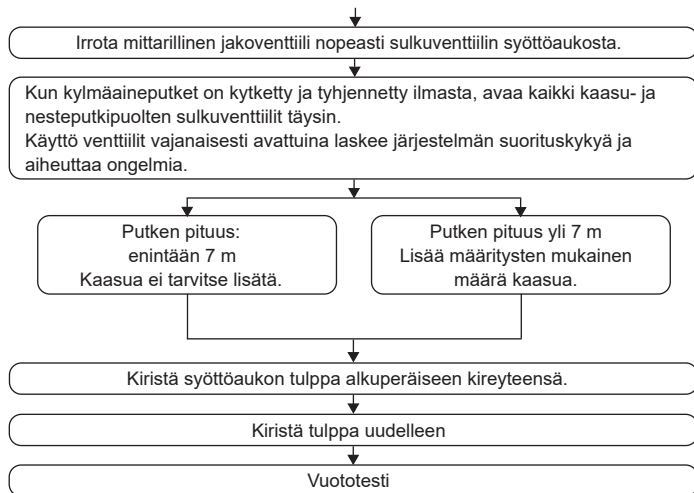 Irrota mittarillinen jakoventtiili nopeasti sulkuventtiilin syöttöaukosta.
Kun kylmäaineputket on kytketty ja tyhjennetty ilmasta, avaa kaikki kaasu- ja
nesteputkipuolten sulkuventtiilit täysin.
Käyttö venttiilit vajanaisesti avattuina laskee järjestelmän suorituskykyä ja
aiheuttaa ongelmia.
Putken pituus:
enintään 7 m
Kaasua ei tarvitse lisätä.
Putken pituus yli 7 m
Lisää määritysten mukainen
määrä kaasua.
Kiristä syöttöaukon tulppa alkuperäiseen kireyteensä.
Kiristä tulppa uudelleen
Vuototesti